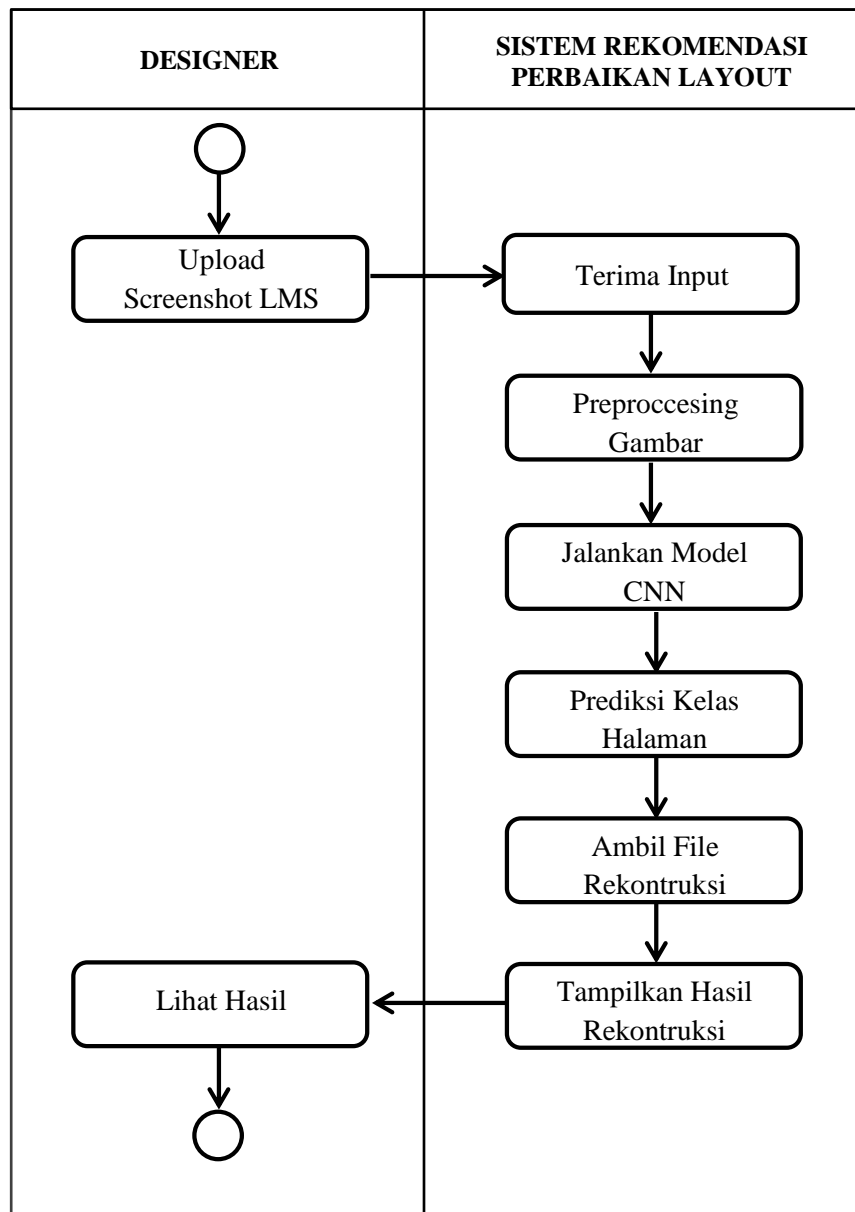 DESIGNER
SISTEM REKOMENDASI
PERBAIKAN LAYOUT
Upload
Screenshot LMS
Terima Input
Preproccesing
Gambar
Jalankan Model
CNN
Prediksi Kelas
Halaman
Ambil File
Rekontruksi
Lihat Hasil
Tampilkan Hasil
Rekontruksi